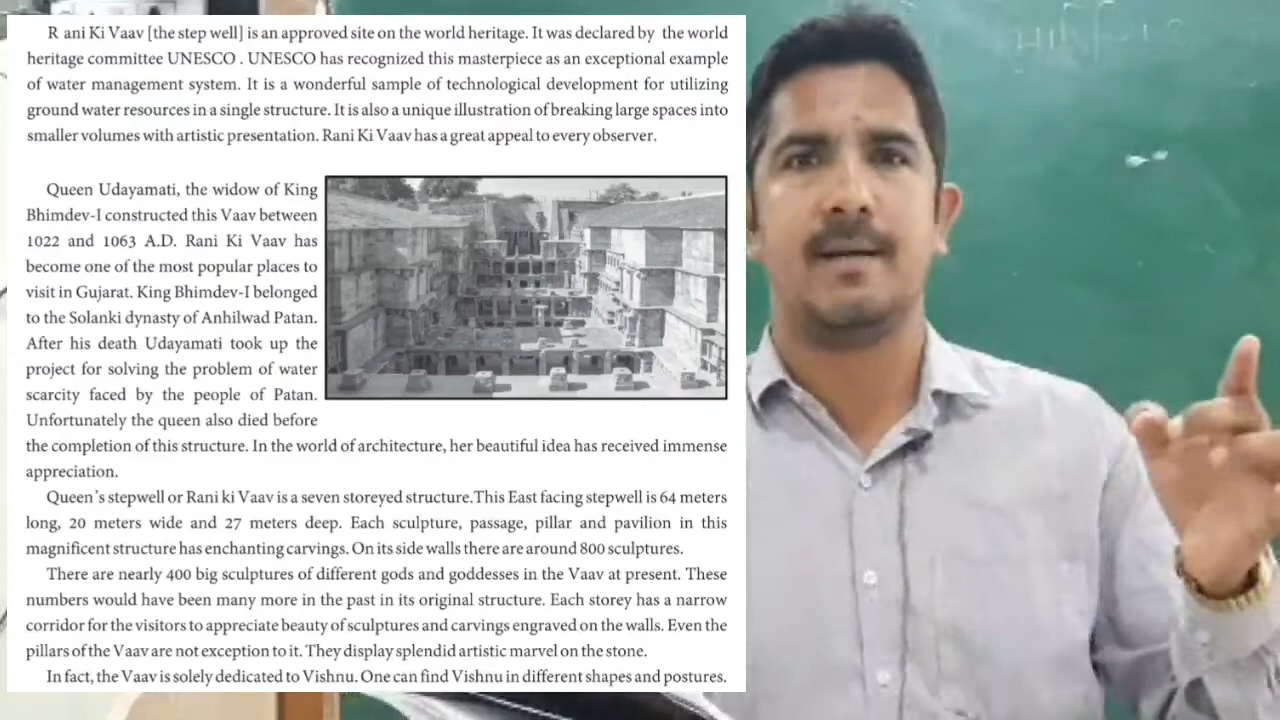 R ani Ki Vaav [the step well] is an approved site on the world heritage. It was declared by the world
heritage committee UNESCO . UNESCO has recognized this masterpiece as an exceptional example
of water management system. It is a wonderful sample of technological development for utilizing
ground water resources in a single structure. It is also a unique illustration of breaking large spaces into
smaller volumes with artistic presentation. Rani Ki Vaav has a great appeal to every observer.
Queen Udayamati, the widow of King
Bhimdev-I constructed this Vaav between
1022 and 1063 A.D. Rani Ki Vaav has
become one of the most popular places to
visit in Gujarat. King Bhimdev-I belonged
to the Solanki dynasty of Anhilwad Patan.
After his death Udayamati took up the
project for solving the problem of water
scarcity faced by the people of Patan.
Unfortunately the queen also died before
the completion of this structure. In the world of architecture, her beautiful idea has received immense
appreciation.
Queen's stepwell or Rani ki Vaav is a seven storeyed structure.This East facing stepwell is 64 meters
long, 20 meters wide and 27 meters deep. Each sculpture, passage, pillar and pavilion in this
magnificent structure has enchanting carvings. On its side walls there are around 800 sculptures.
There are nearly 400 big sculptures of different gods and goddesses in the Vaav at present. These
numbers would have been many more in the past in its original structure. Each storey has a narrow
corridor for the visitors to appreciate beauty of sculptures and carvings engraved on the walls. Even the
pillars of the Vaav are not exception to it. They display splendid artistic marvel on the stone.
In fact, the Vaav is solely dedicated to Vishnu. One can find Vishnu in different shapes and postures.